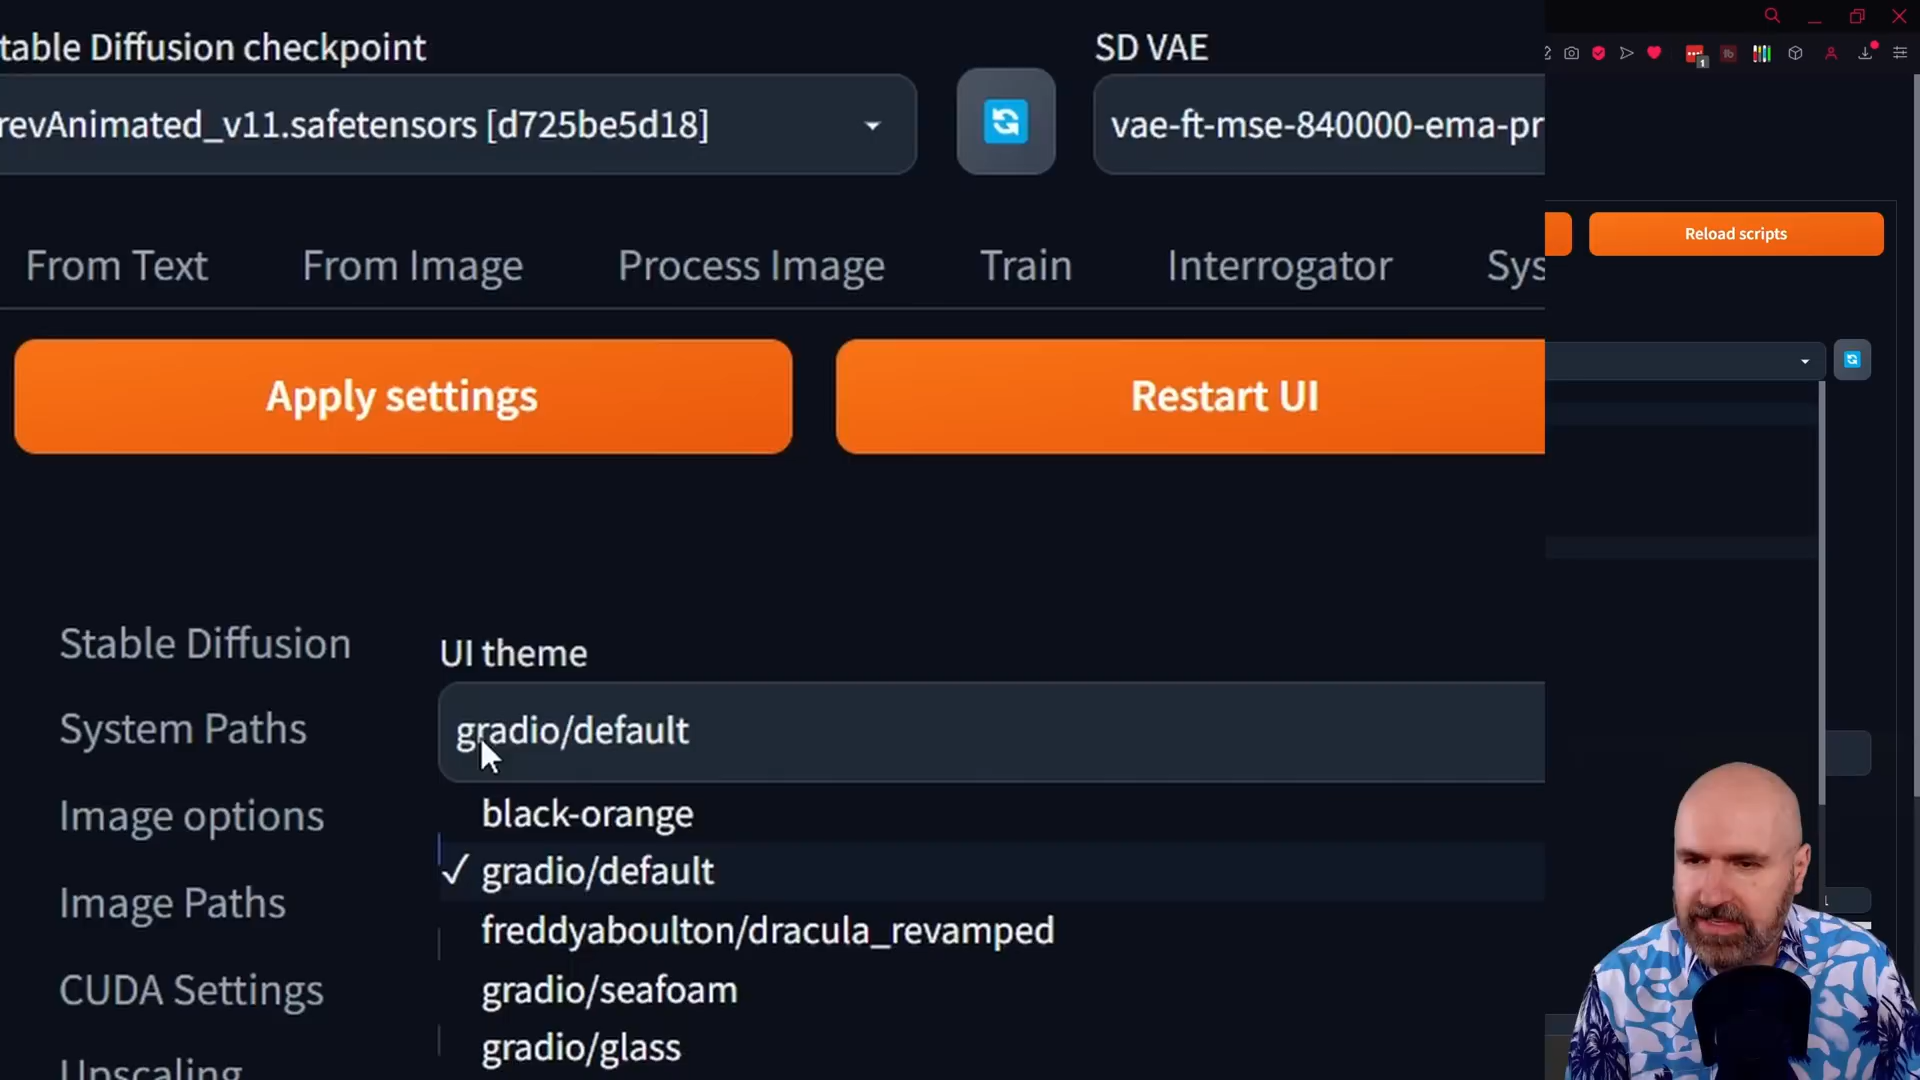 table Diffusion checkpoint
SD VAE
revAnimated_v11.safetensors [d725be5d18]
vae-ft-mse-840000-ema-pr
1
From Text
From Image
Process Image
Train
Interrogator
Sys
Reload scripts
Apply settings
Restart UI
Stable Diffusion
System Paths
Image options
Image Paths
CUDA Settings
Upscaling
UI theme
gradio/default
black-orange
✓ gradio/default
freddyaboulton/dracula_revamped
gradio/seafoam
gradio/glass